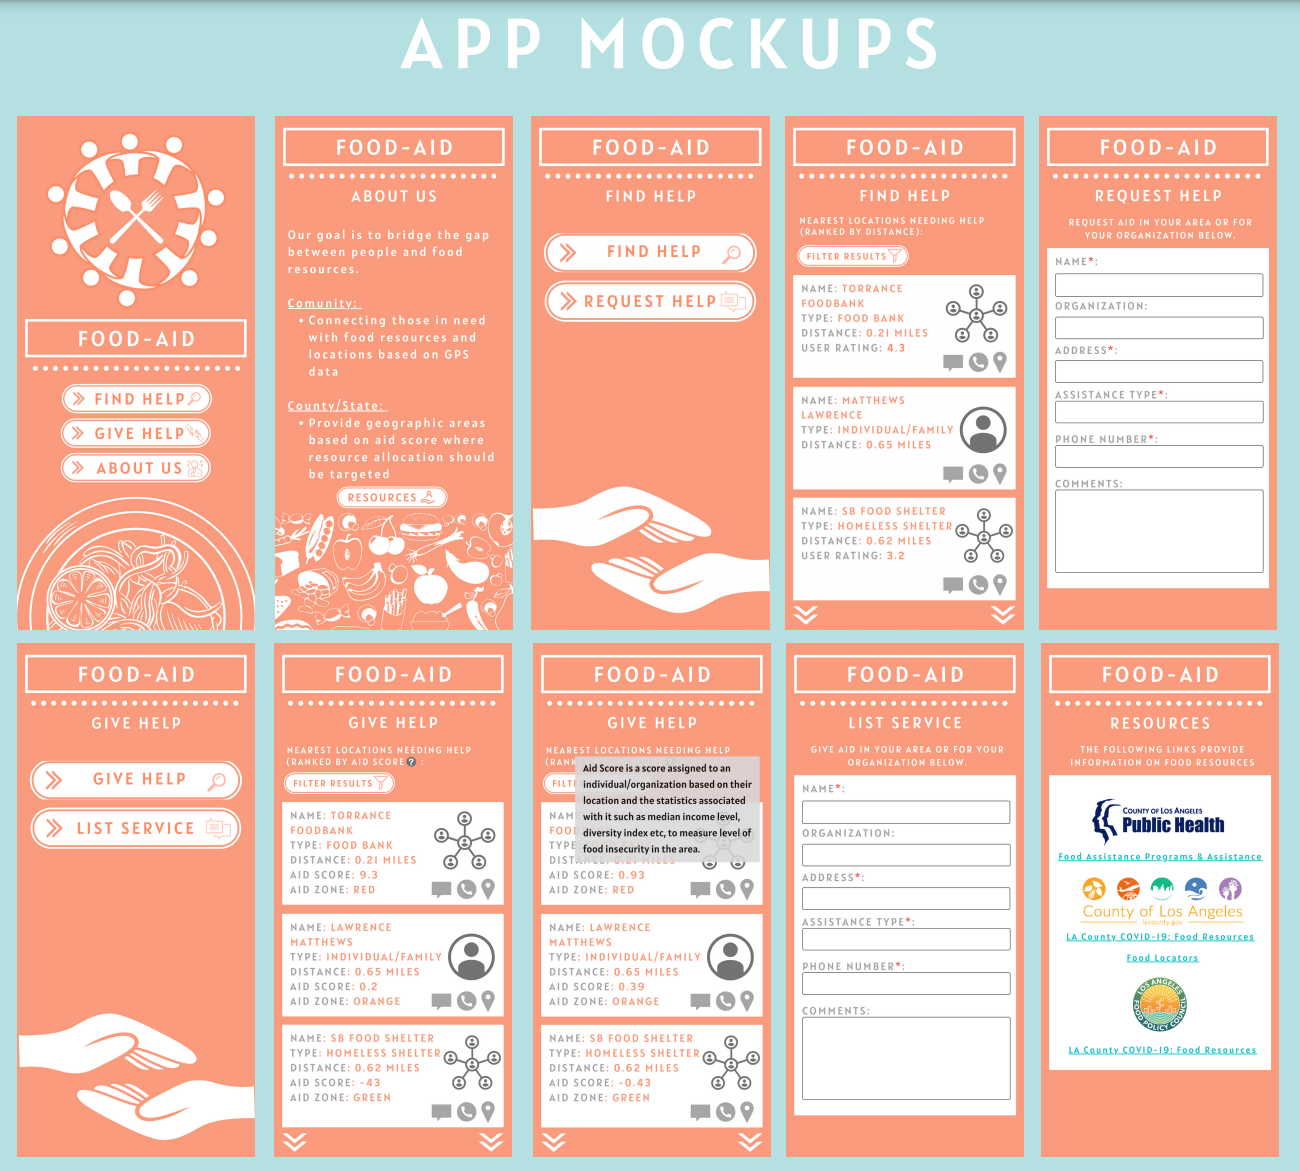 APP MOCKUPS
FOOD-AID
FIND HELP
GIVE HELP
ABOUT US
FOOD-AID
ABOUT US
Our goal is to bridge the gap
between people and food
resources.
Comunity:
• Connecting those in need
with food resources and
locations based on GPS
data
County/State:
• Provide geographic areas
based on aid score where
resource allocation should
be targeted
RESOURCES
FOOD-AID
FIND HELP
FIND HELP
REQUEST HELP
FOOD-AID
FIND HELP
NEAREST LOCATIONS NEEDING HELP
(RANKED BY DISTANCE):
FILTER RESULTS
NAME: TORRANCE
FOODBANK
TYPE: FOOD BANK
DISTANCE: 0.21 MILES
USER RATING: 4.3
NAME: MATTHEWS
LAWRENCE
TYPE: INDIVIDUAL/FAMILY
DISTANCE: 0.65 MILES
NAME: SB FOOD SHELTER
TYPE: HOMELESS SHELTER
DISTANCE: 0.62 MILES
USER RATING: 3.2
FOOD-AID
REQUEST HELP
REQUEST AID IN YOUR AREA OR FOR
YOUR ORGANIZATION BELOW.
NAME*:
ORGANIZATION:
ADDRESS*:
ASSISTANCE TYPE*:
PHONE NUMBER*:
COMMENTS:
FOOD-AID
GIVE HELP
GIVE HELP
LIST SERVICE
FOOD-AID
GIVE HELP
NEAREST LOCATIONS NEEDING HELP
(RANKED BY AID SCORE ? :
FILTER RESULTS
NAME: TORRANCE
FOODBANK
TYPE: FOOD BANK
DISTANCE: 0.21 MILES
AID SCORE: 9.3
AID ZONE: RED
NAME: LAWRENCE
MATTHEWS
TYPE: INDIVIDUAL/FAMILY
DISTANCE: 0.65 MILES
AID SCORE: 0.2
AID ZONE: ORANGE
NAME: SB FOOD SHELTER
TYPE: HOMELESS SHELTER
DISTANCE: 0.62 MILES
AID SCORE: -43
AID ZONE: GREEN
FOOD-AID
GIVE HELP
NEAREST LOCATIONS NEEDING HELP
(RANK
FILT
Aid Score is a score assigned to an
individual/organization based on their
location and the statistics associated
with it such as median income level,
diversity index etc, to measure level of
food insecurity in the area.
NAM
FOO
TYPE
DISTANCE: 0.21 MILES
AID SCORE: 0.93
AID ZONE: RED
NAME: LAWRENCE
MATTHEWS
TYPE: INDIVIDUAL/FAMILY
DISTANCE: 0.65 MILES
AID SCORE: 0.39
AID ZONE: ORANGE
NAME: SB FOOD SHELTER
TYPE: HOMELESS SHELTER
DISTANCE: 0.62 MILES
AID SCORE: -0.43
AID ZONE: GREEN
FOOD-AID
LIST SERVICE
GIVE AID IN YOUR AREA OR FOR YOUR
ORGANIZATION BELOW.
NAME*:
ORGANIZATION:
ADDRESS*:
ASSISTANCE TYPE*:
PHONE NUMBER*:
COMMENTS:
FOOD-AID
RESOURCES
THE FOLLOWING LINKS PROVIDE
INFORMATION ON FOOD RESOURCES
COUNTY OF LOS ANGELES
Public Health
Food Assistance Programs & Assistance
County of Los Angeles
lacounty.gov
LA County COVID-19: Food Resources
Food Locators
LOS ANGELES
FOOD POLICY COUNCIL
LA County COVID-19: Food Resources